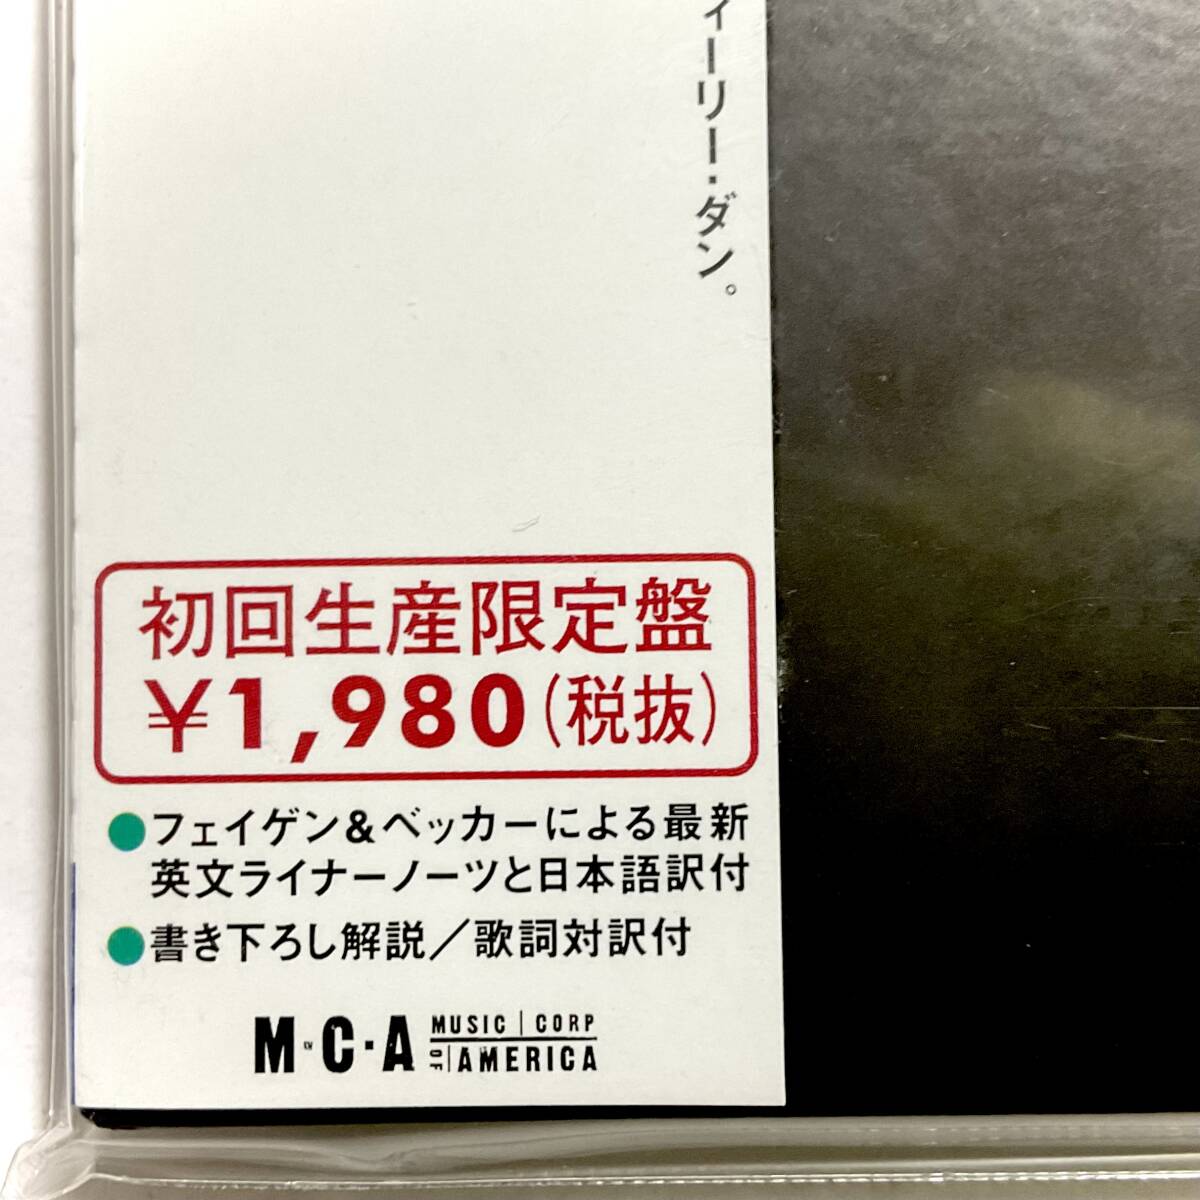 ィーリー・ダン。
初回生産限定盤
¥1,980(税抜)
●フェイゲン&ベッカーによる最新
英文ライナーノーツと日本語訳付
●書き下ろし解説/歌詞対訳付
M・C・A MUSIC CORP
OF AMERICA